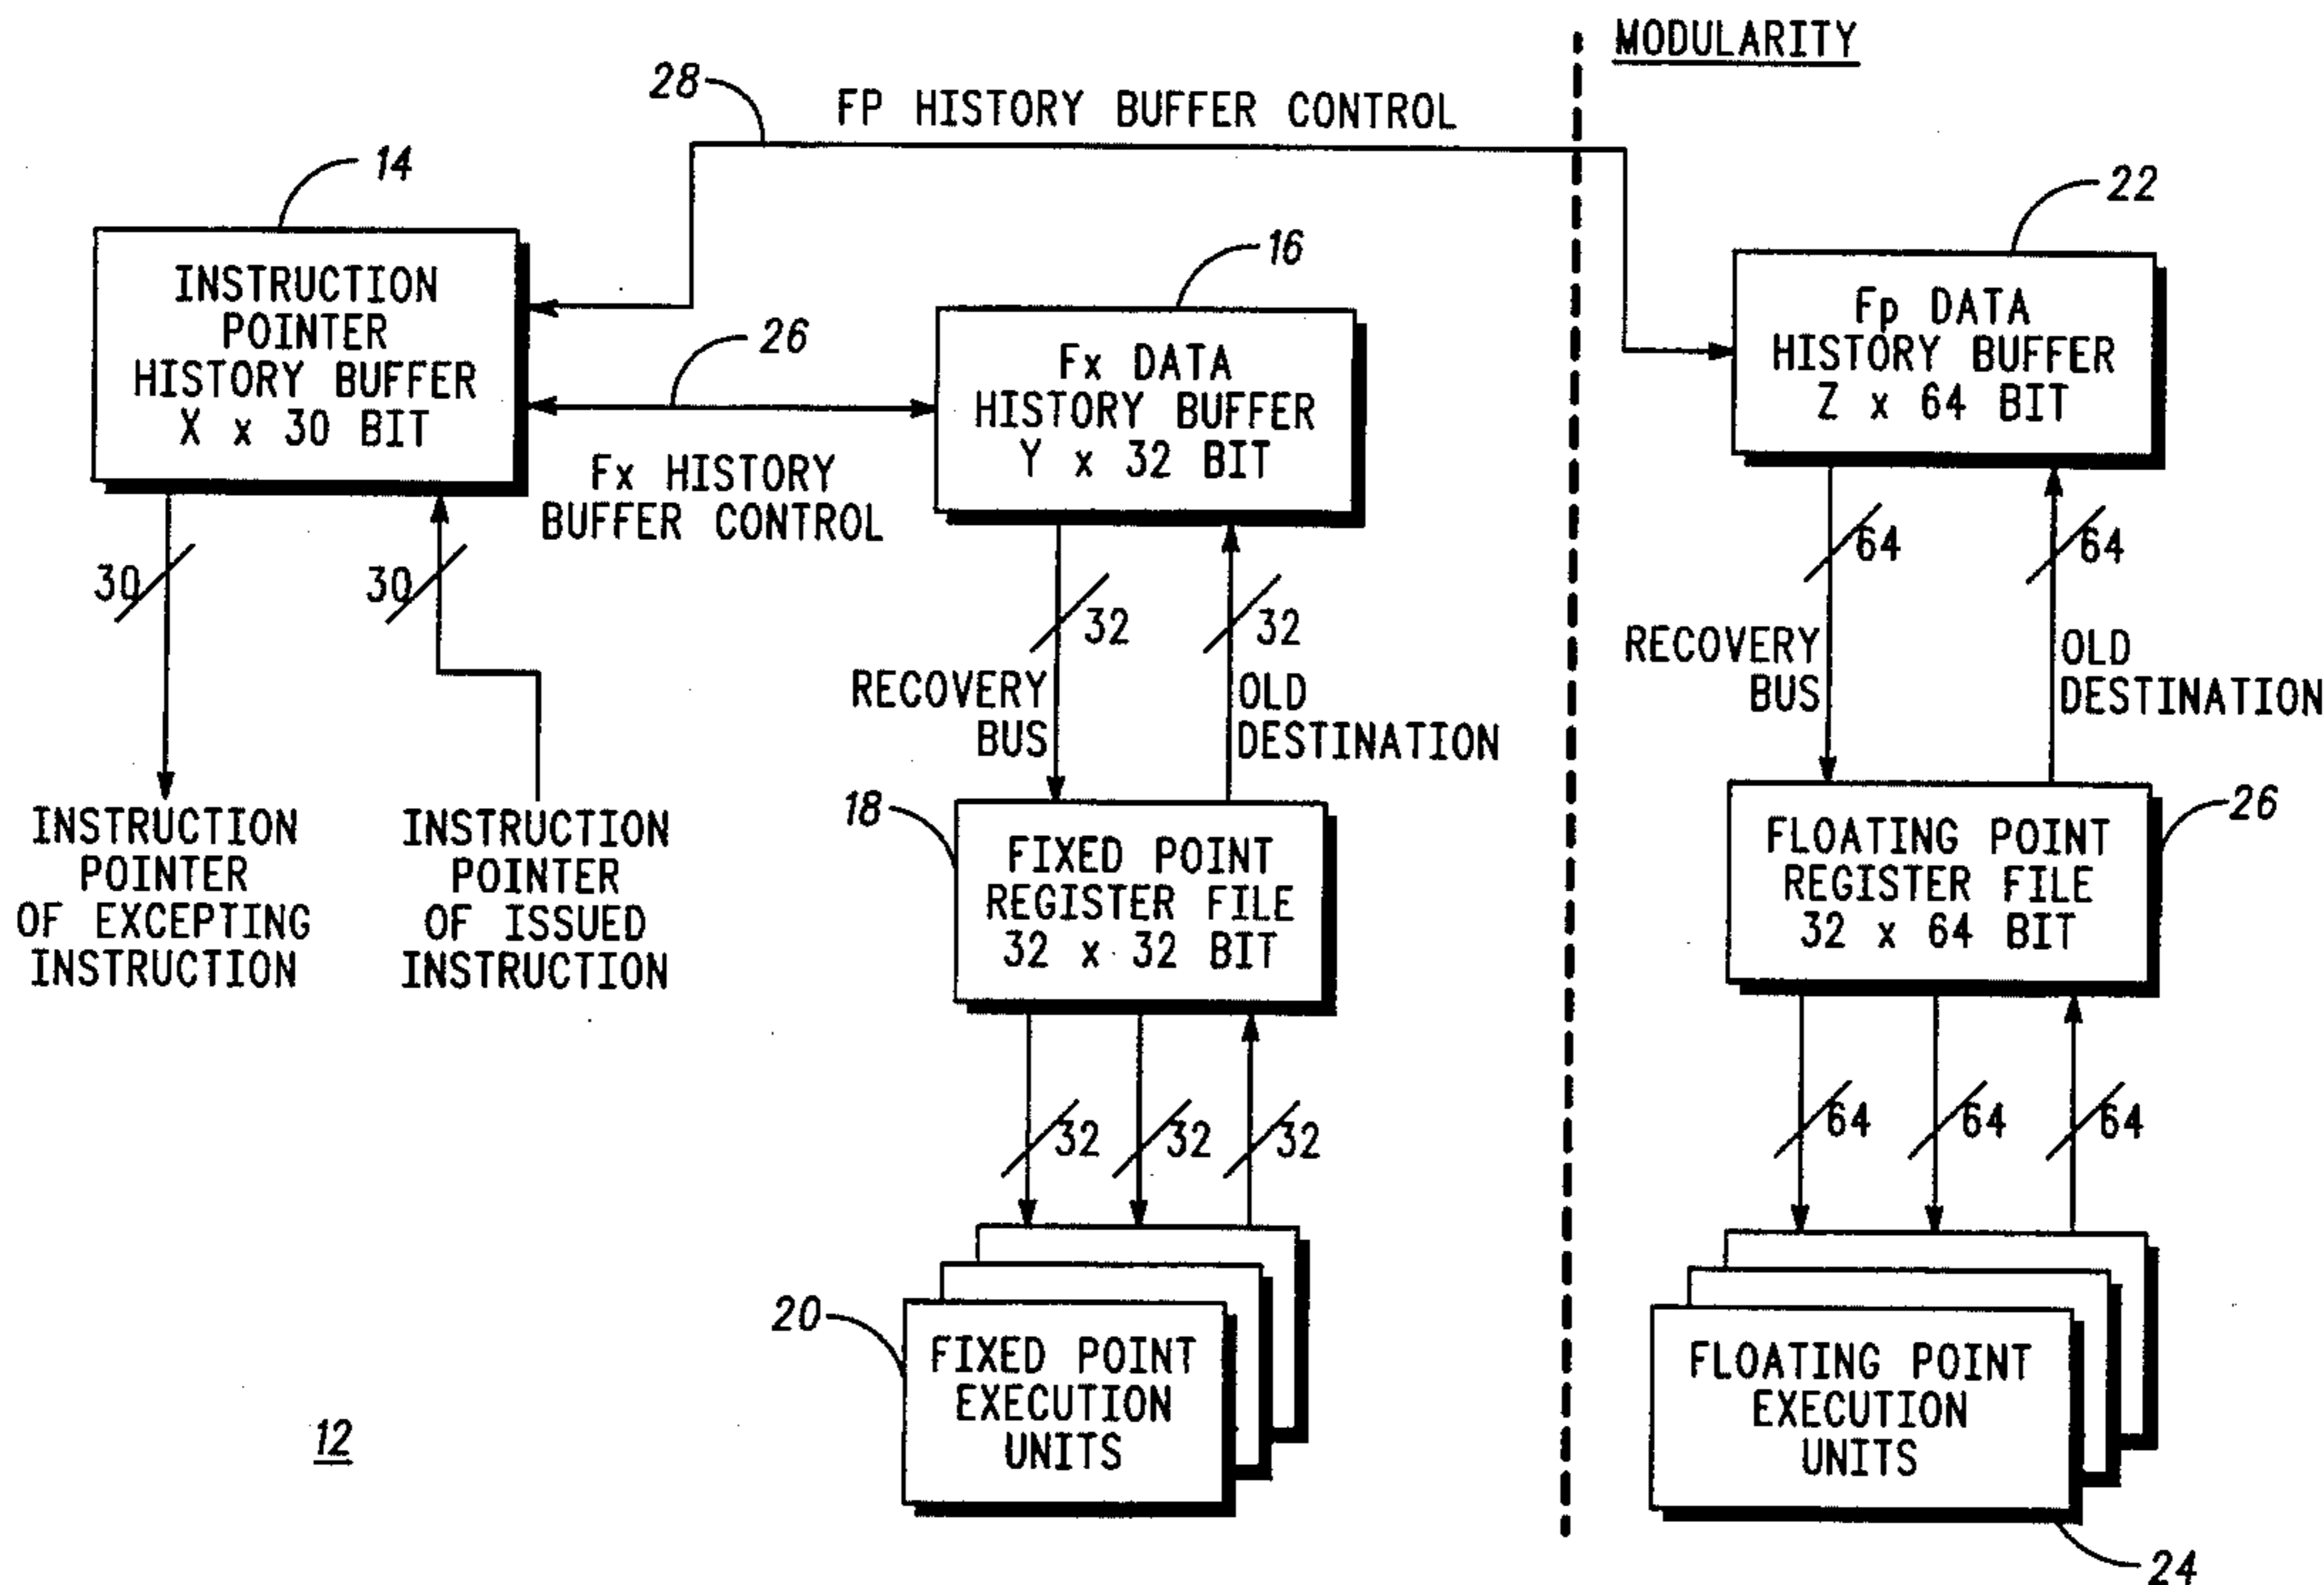 MODULARITY
28
FP HISTORY BUFFER CONTROL
14
INSTRUCTION
POINTER
HISTORY BUFFER
X x 30 BIT
26
Fx HISTORY
BUFFER CONTROL
16
Fx DATA
HISTORY BUFFER
Y x 32 BIT
22
Fp DATA
HISTORY BUFFER
Z x 64 BIT
30
30
32
32
64
64
RECOVERY
BUS
OLD
DESTINATION
RECOVERY
BUS
OLD
DESTINATION
INSTRUCTION
POINTER
OF EXCEPTING
INSTRUCTION
INSTRUCTION
POINTER
OF ISSUED
INSTRUCTION
18
FIXED POINT
REGISTER FILE
32 x 32 BIT
26
FLOATING POINT
REGISTER FILE
32 x 64 BIT
32
32
32
64
64
64
20
FIXED POINT
EXECUTION
UNITS
FLOATING POINT
EXECUTION
UNITS
24
12